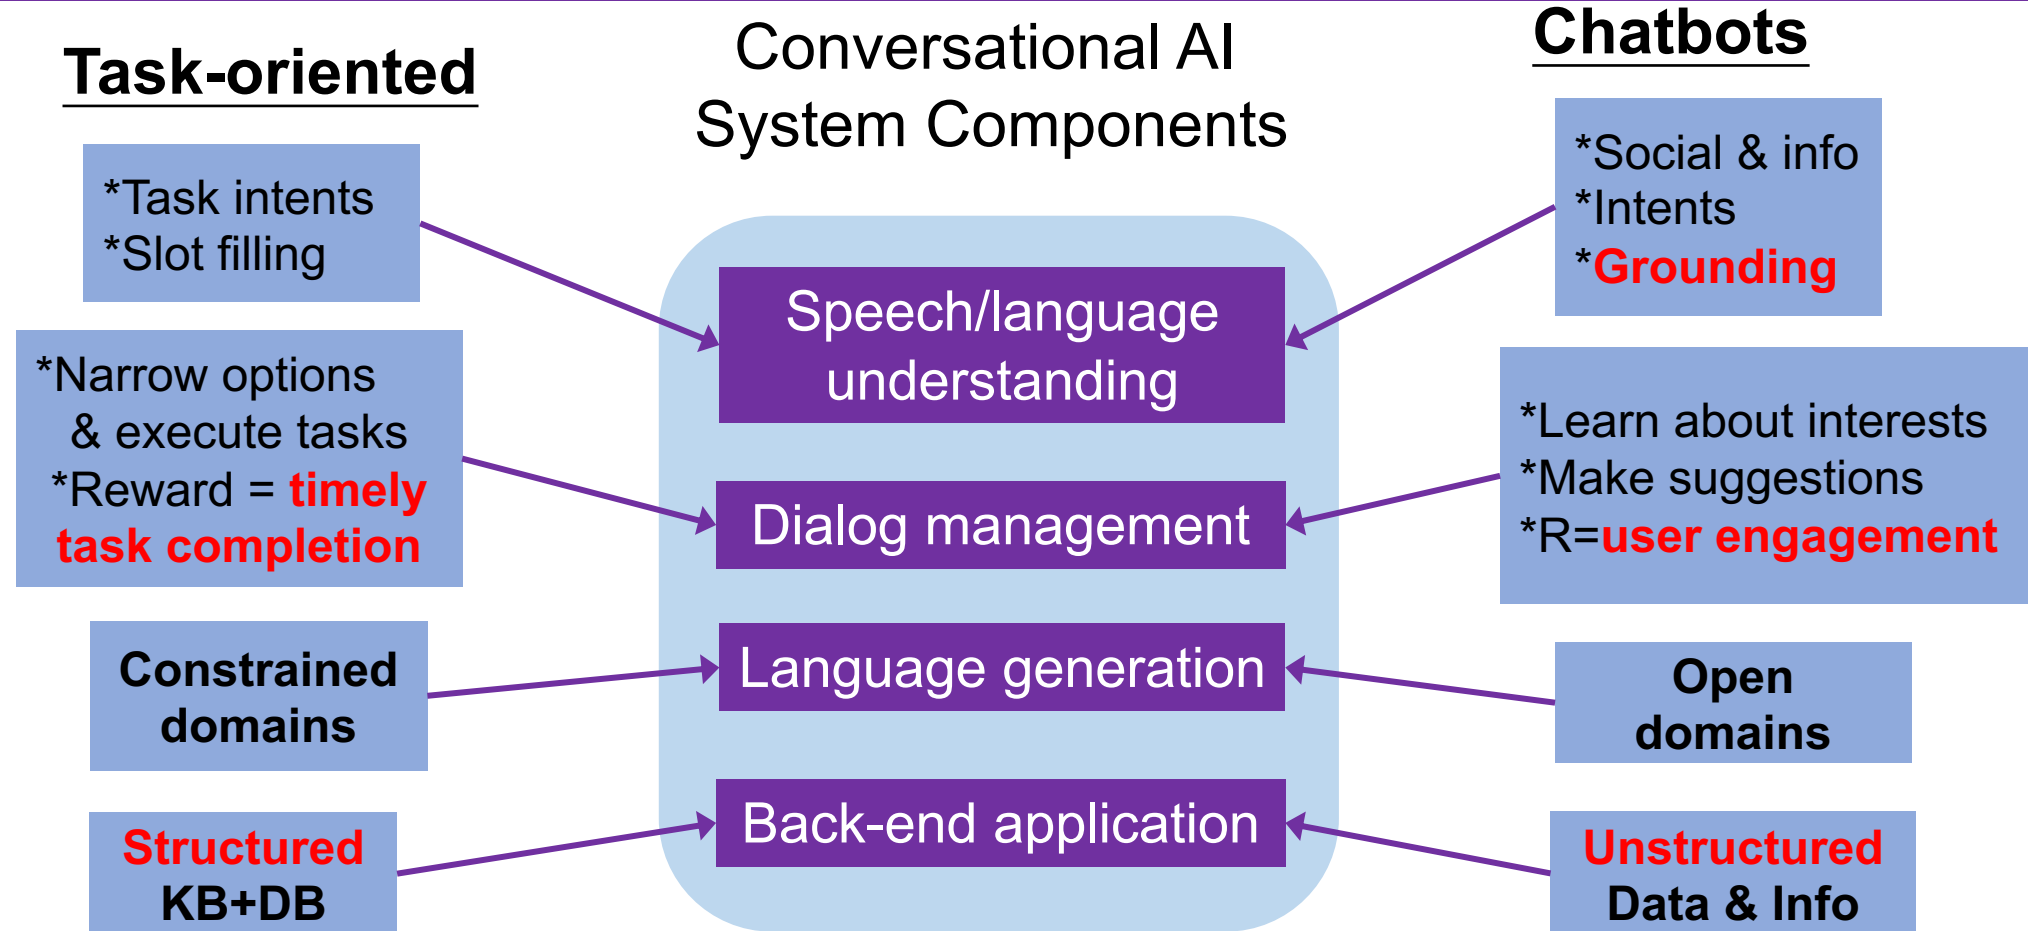 Task-oriented
Conversational AI
System Components
Chatbots
*Task intents
*Slot filling
*Narrow options
& execute tasks
*Reward = timely
task completion
Constrained
domains
Structured
KB+DB
Speech/language
understanding
Dialog management
Language generation
Back-end application
*Social & info
*Intents
*Grounding
*Learn about interests
*Make suggestions
*R=user engagement
Open
domains
Unstructured
Data & Info